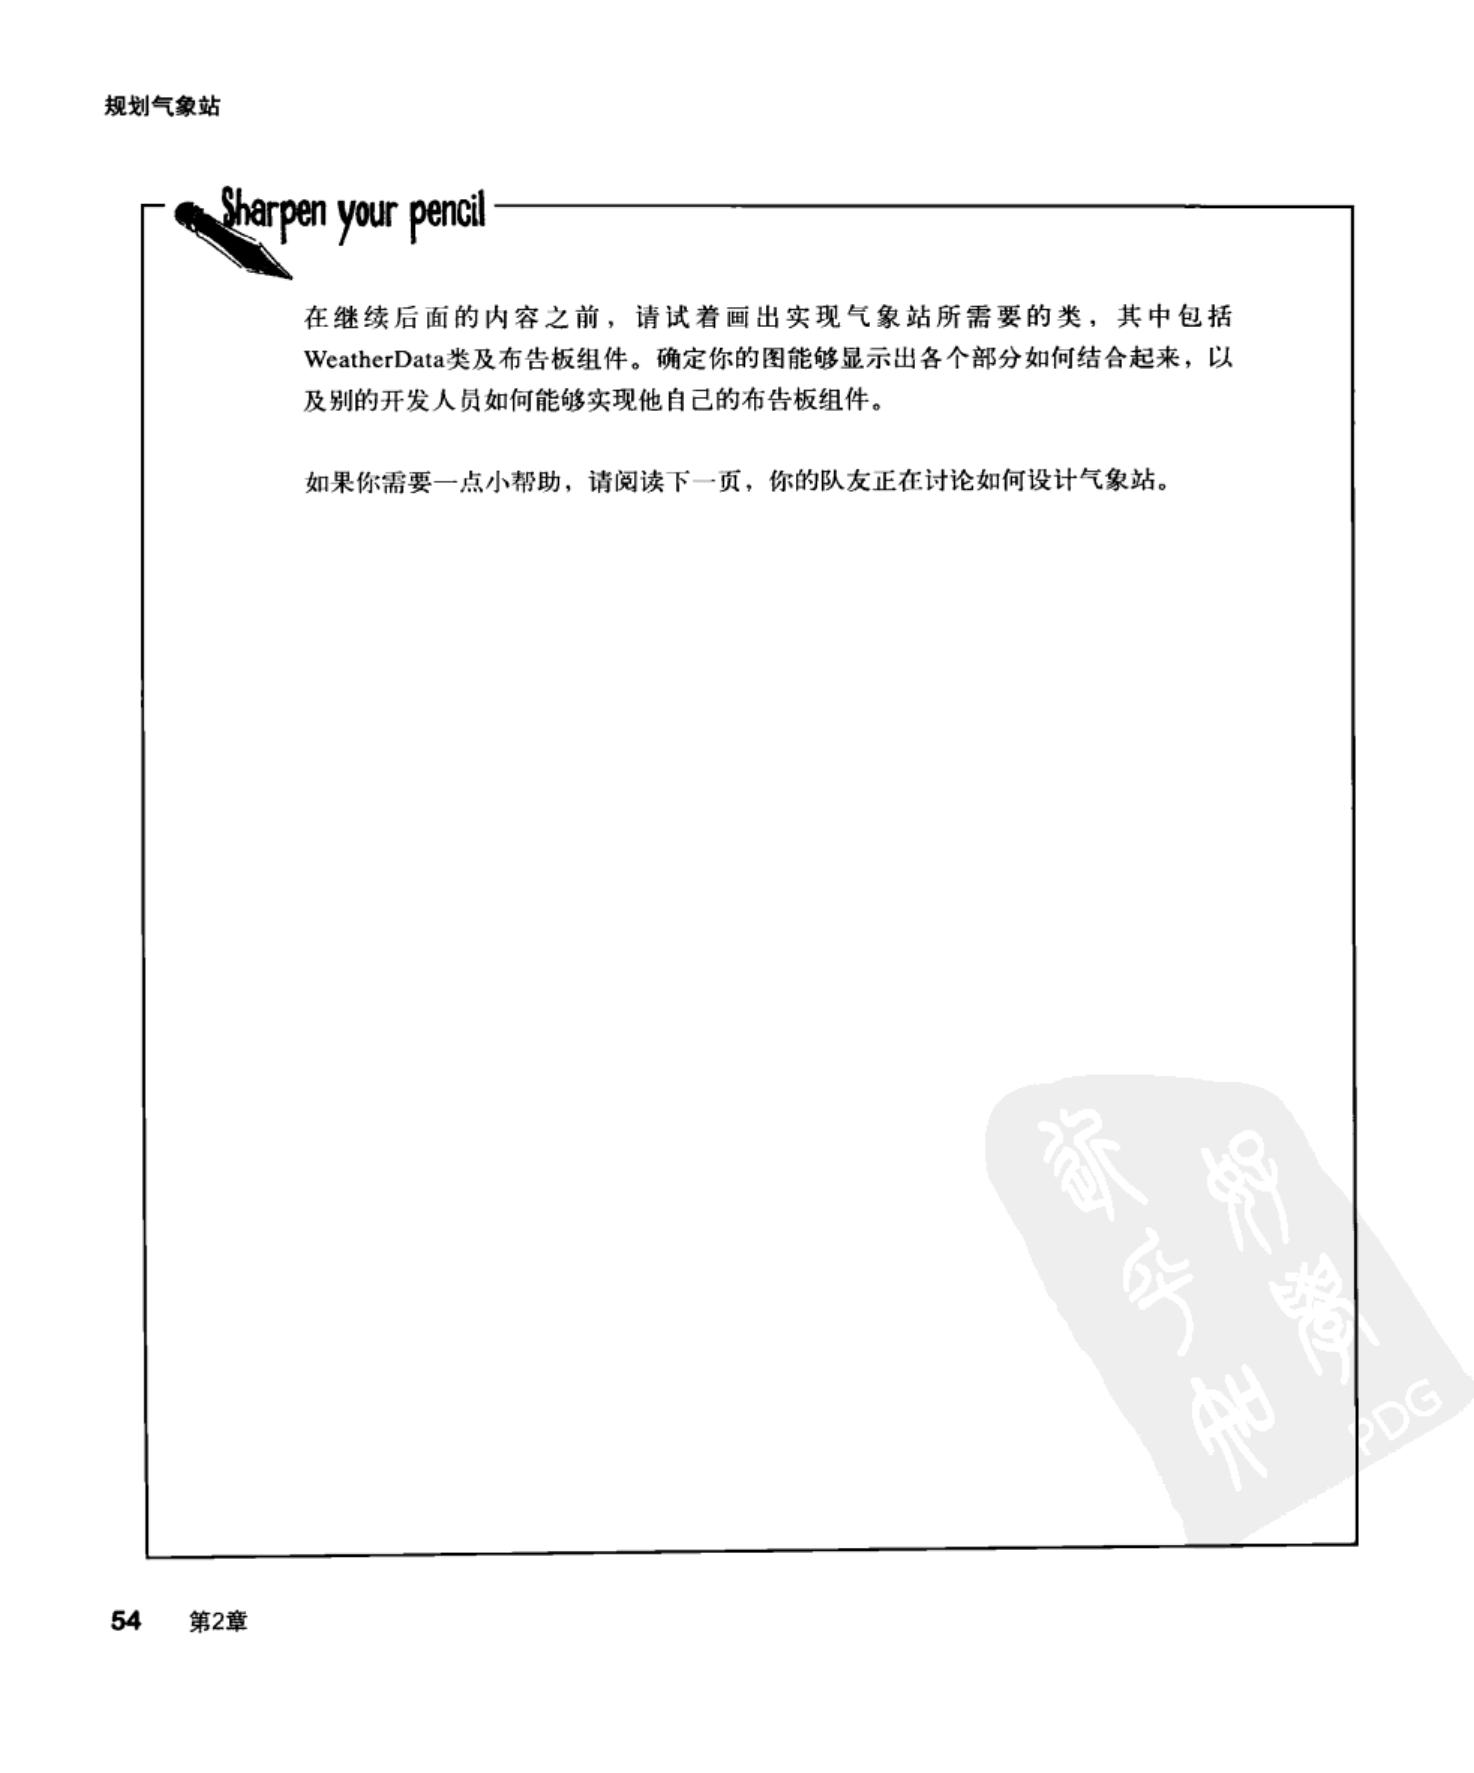 规划气象站
Sharpen your pencil
在继续后面的内容之前，请试着画出实现气象站所需要的类，其中包括
WeatherData类及布告板组件。确定你的图能够显示出各个部分如何结合起来，以
及别的开发人员如何能够实现他自己的布告板组件。
如果你需要一点小帮助，请阅读下一页，你的队友正在讨论如何设计气象站。
PDG
54 第2章